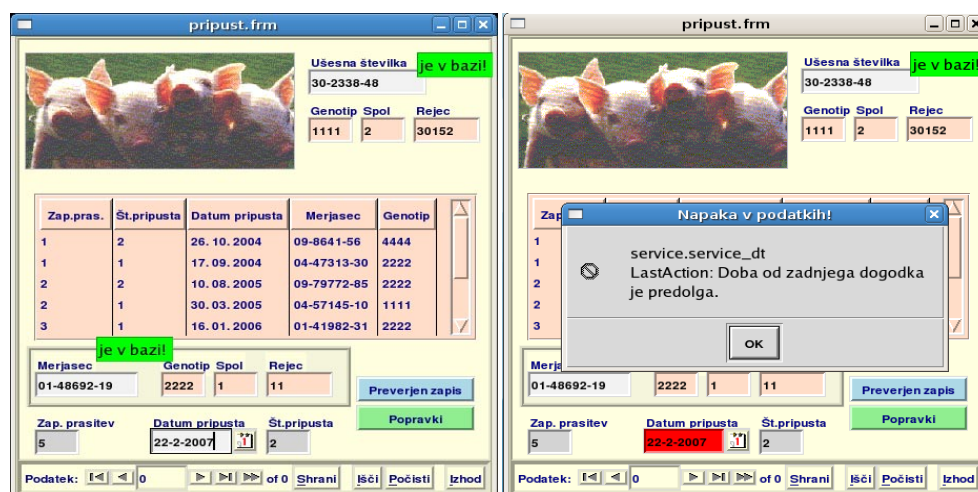 pripust.frm
Ušesna številka je v bazi!
30-2338-48
Genotip Spol Rejec
1111 2 30152
Zap.pras. Št.pripusta Datum pripusta Merjasec Genotip
1 2 26. 10. 2004 09-8641-56 4444
1 1 17. 09. 2004 04-47313-30 2222
2 2 10. 08. 2005 09-79772-85 2222
2 1 30. 03. 2005 04-57145-10 1111
3 1 16. 01. 2006 01-41982-31 2222
je v bazi!
Merjasec Genotip Spol Rejec
01-48692-19 2222 1 11
Preverjen zapis
Popravki
Zap. prasitev Datum pripusta Št.pripusta
5 22-2-2007 2
Podatek: 0 of 0 Shrani Išči Počisti Izhod
pripust.frm
Ušesna številka je v bazi!
30-2338-48
Genotip Spol Rejec
1111 2 30152
Zap
1
1
2
2
3
Napaka v podatkih!
service.service_dt
LastAction: Doba od zadnjega dogodka
je predolga.
OK
Merja
01-48692-19 2222 1 11
Preverjen zapis
Popravki
Zap. prasitev Datum pripusta Št.pripusta
5 22-2-2007 2
Podatek: 0 of 0 Shrani Išči Počisti Izhod